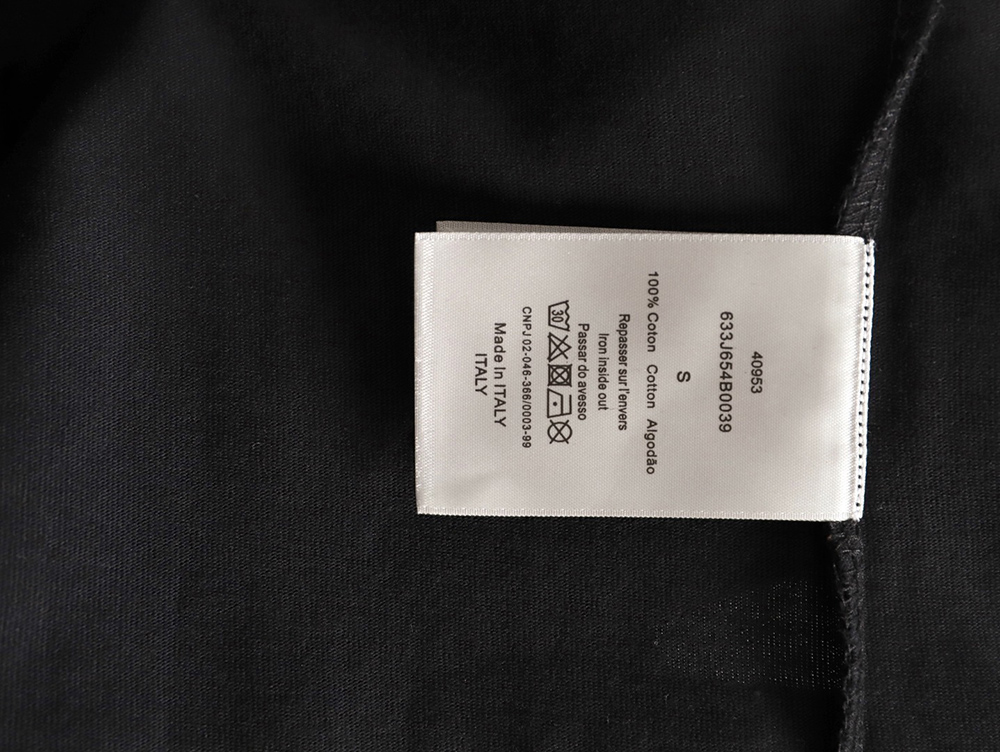 40953
633J654B0039
S
100% Coton Cotton Algodão
Repasser sur l'envers
Iron inside out
Passar do avesso
30
CNPJ 02-046-366/0003-99
Made In ITALY
ITALY